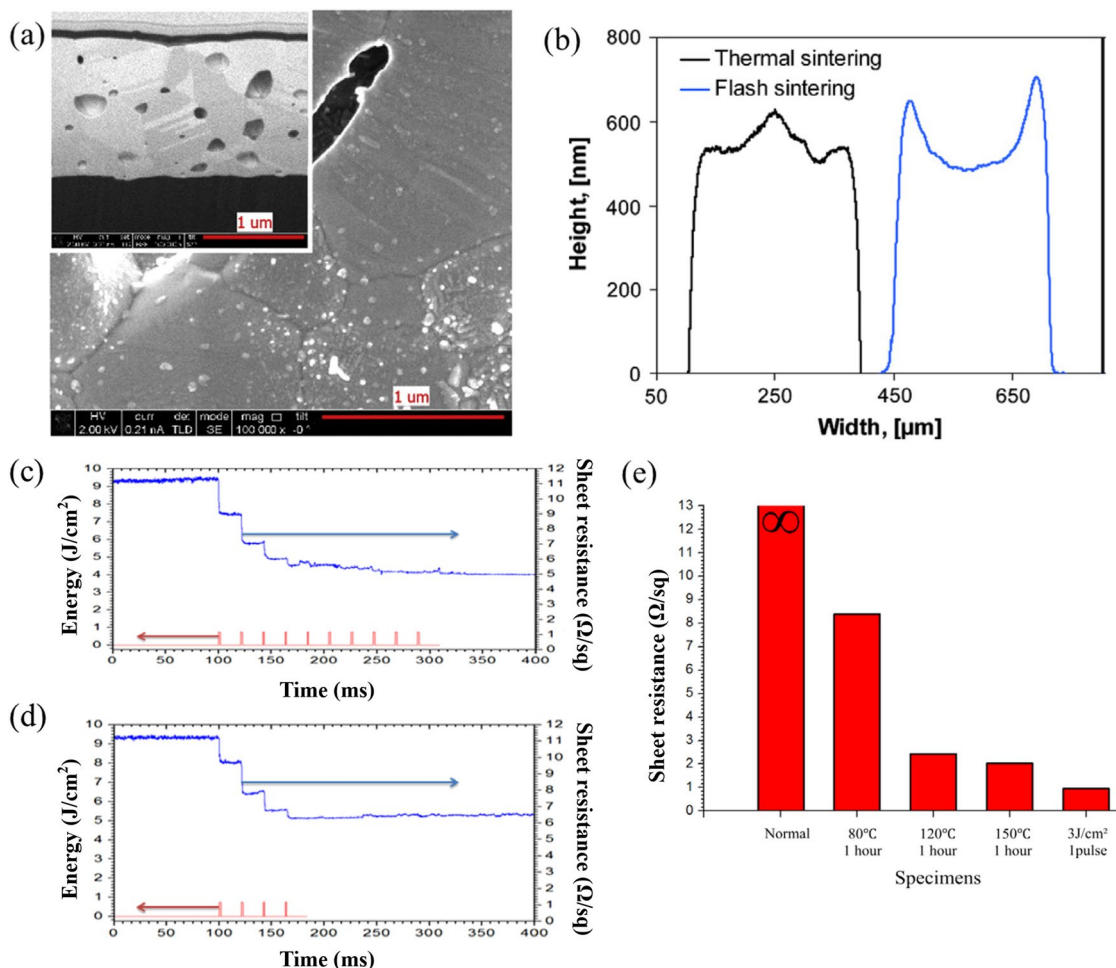 (a)
1 um
1 um
HV
curr
det
mode
mag
tilt
2.00 kV
0.21 nA
TLD
SE
100 000 x
-0 °
(b)
800
600
400
200
0
Height, [nm]
Thermal sintering
Flash sintering
50
250
450
650
Width, [µm]
(c)
10
9
8
7
6
5
4
3
2
1
0
Energy (J/cm²)
12
11
10
9
8
7
6
5
4
3
2
1
0
Sheet resistance (Ω/sq)
0
50
100
150
200
250
300
350
400
Time (ms)
(d)
10
9
8
7
6
5
4
3
2
1
0
Energy (J/cm²)
12
11
10
9
8
7
6
5
4
3
2
1
0
Sheet resistance (Ω/sq)
0
50
100
150
200
250
300
350
400
Time (ms)
(e)
13
12
11
10
9
8
7
6
5
4
3
2
1
0
Sheet resistance (Ω/sq)
∞
Normal
80℃
1 hour
120℃
1 hour
150℃
1 hour
3J/cm²
1pulse
Specimens